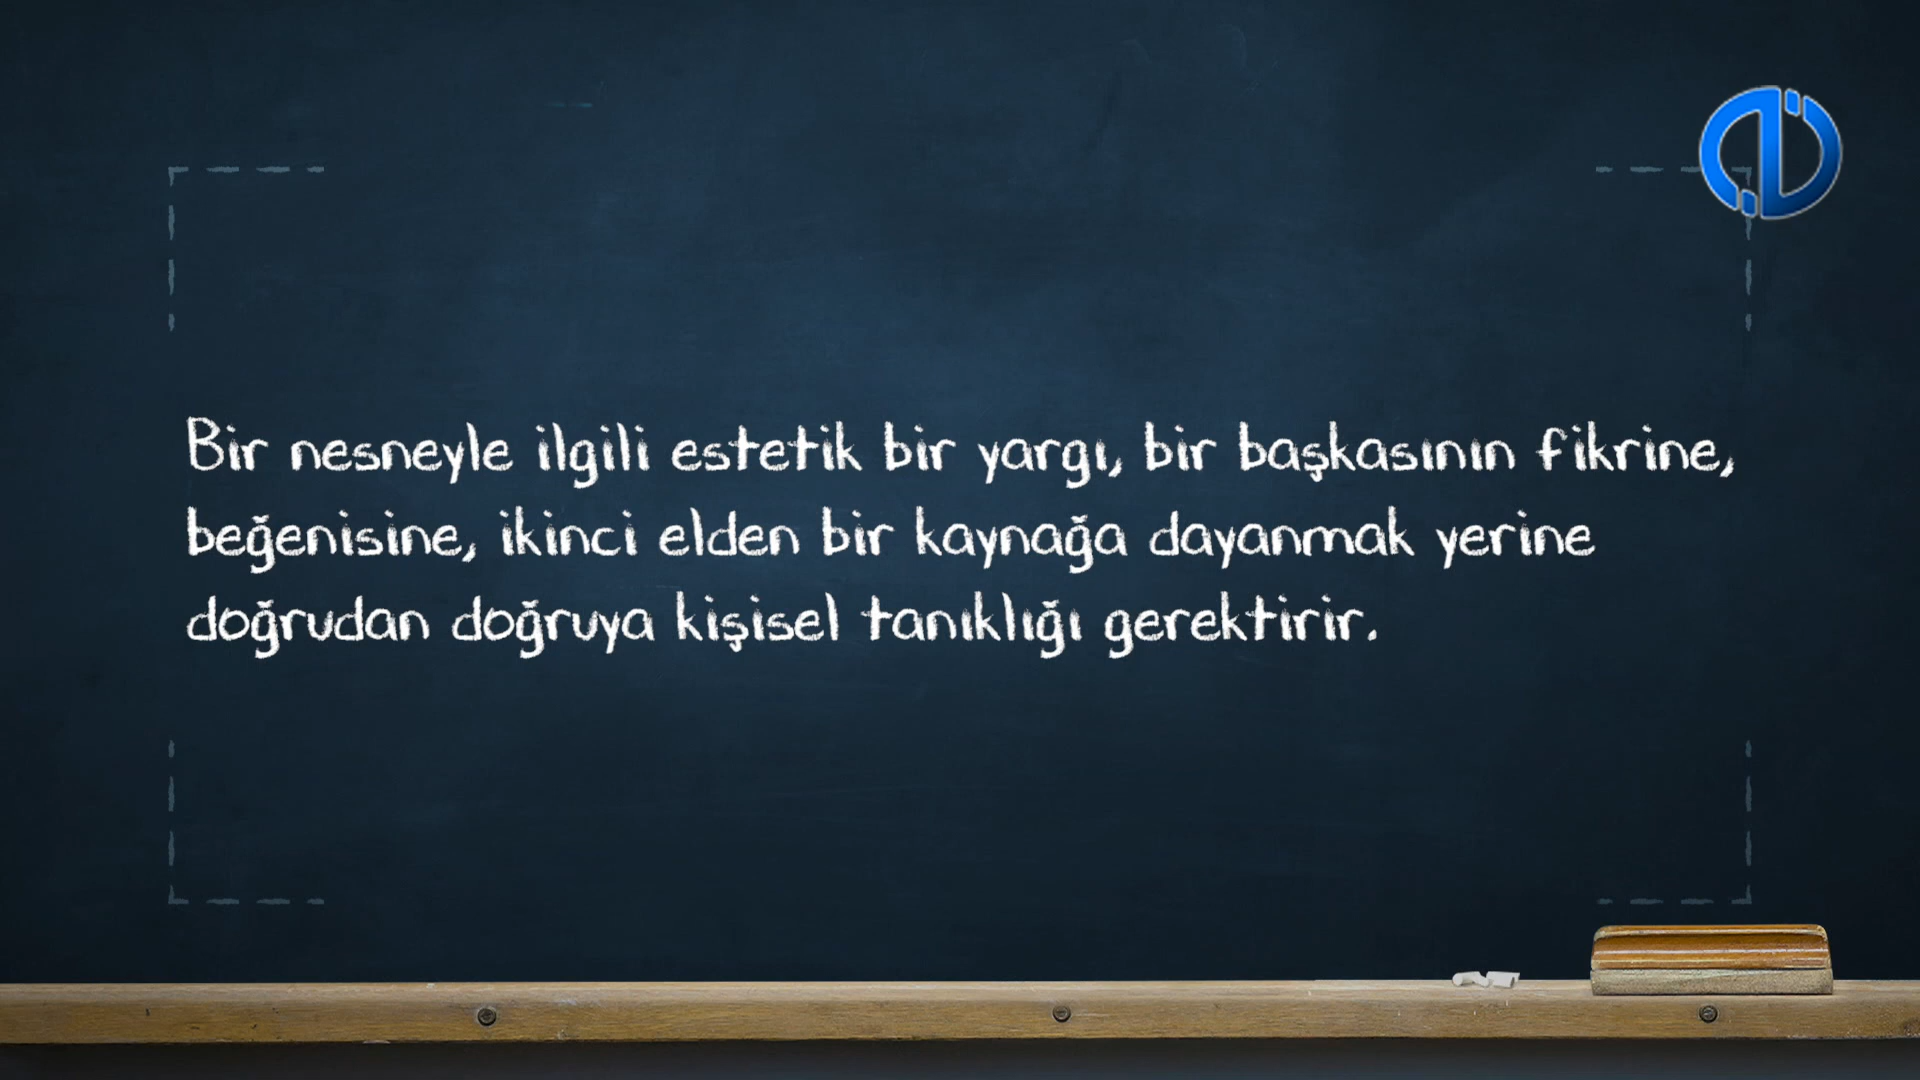 Bir nesneyle ilgili estetik bir yargı, bir başkasının fikrine,
beğenisine, ikinci elden bir kaynağa dayanmak yerine
doğrudan doğruya kişisel tanıklığı gerektirir.